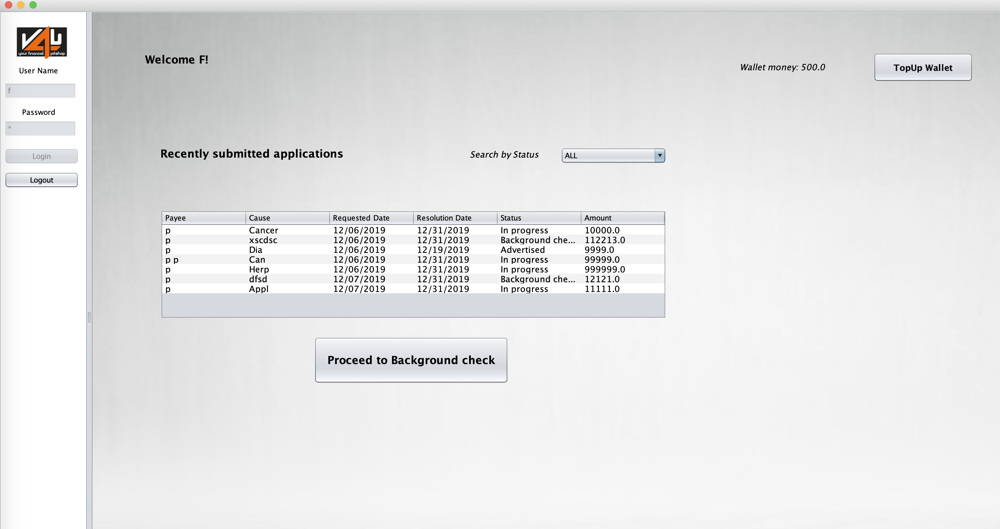 V4U
your financial pitshop
User Name
f
Password
*
Login
Logout
Welcome F!
Wallet money: 500.0
TopUp Wallet
Recently submitted applications
Search by Status
ALL
Payee Cause Requested Date Resolution Date Status Amount
p Cancer 12/06/2019 12/31/2019 In progress 10000.0
p xscdsc 12/06/2019 12/31/2019 Background che... 112213.0
p Dia 12/06/2019 12/19/2019 Advertised 9999.0
p p Can 12/06/2019 12/31/2019 In progress 99999.0
p Herp 12/06/2019 12/31/2019 In progress 999999.0
p dfsd 12/07/2019 12/31/2019 Background che... 12121.0
p Appl 12/07/2019 12/31/2019 In progress 11111.0
Proceed to Background check